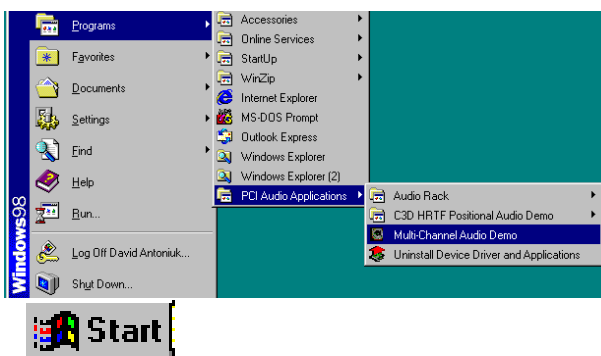 Programs
Favorites
Documents
Settings
Find
Help
Run...
Log Off David Antoniuk...
Shut Down...
Windows98
Accessories
Online Services
StartUp
WinZip
Internet Explorer
MS-DOS Prompt
Outlook Express
Windows Explorer
Windows Explorer (2)
PCI Audio Applications
Audio Rack
C3D HRTF Positional Audio Demo
Multi-Channel Audio Demo
Uninstall Device Driver and Applications
Start